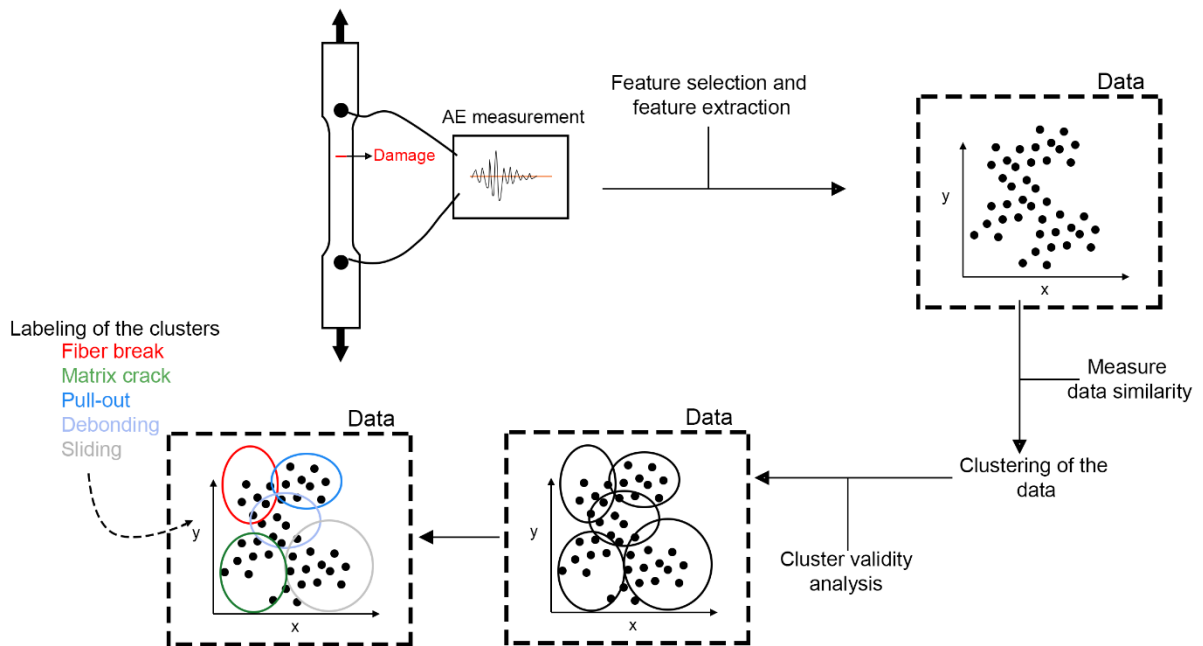 Feature selection and
feature extraction
Data
AE measurement
Damage
y
x
Labeling of the clusters
Fiber break
Matrix crack
Pull-out
Debonding
Sliding
Measure
data similarity
Data
Data
Clustering of the
data
y
y
Cluster validity
analysis
x
x